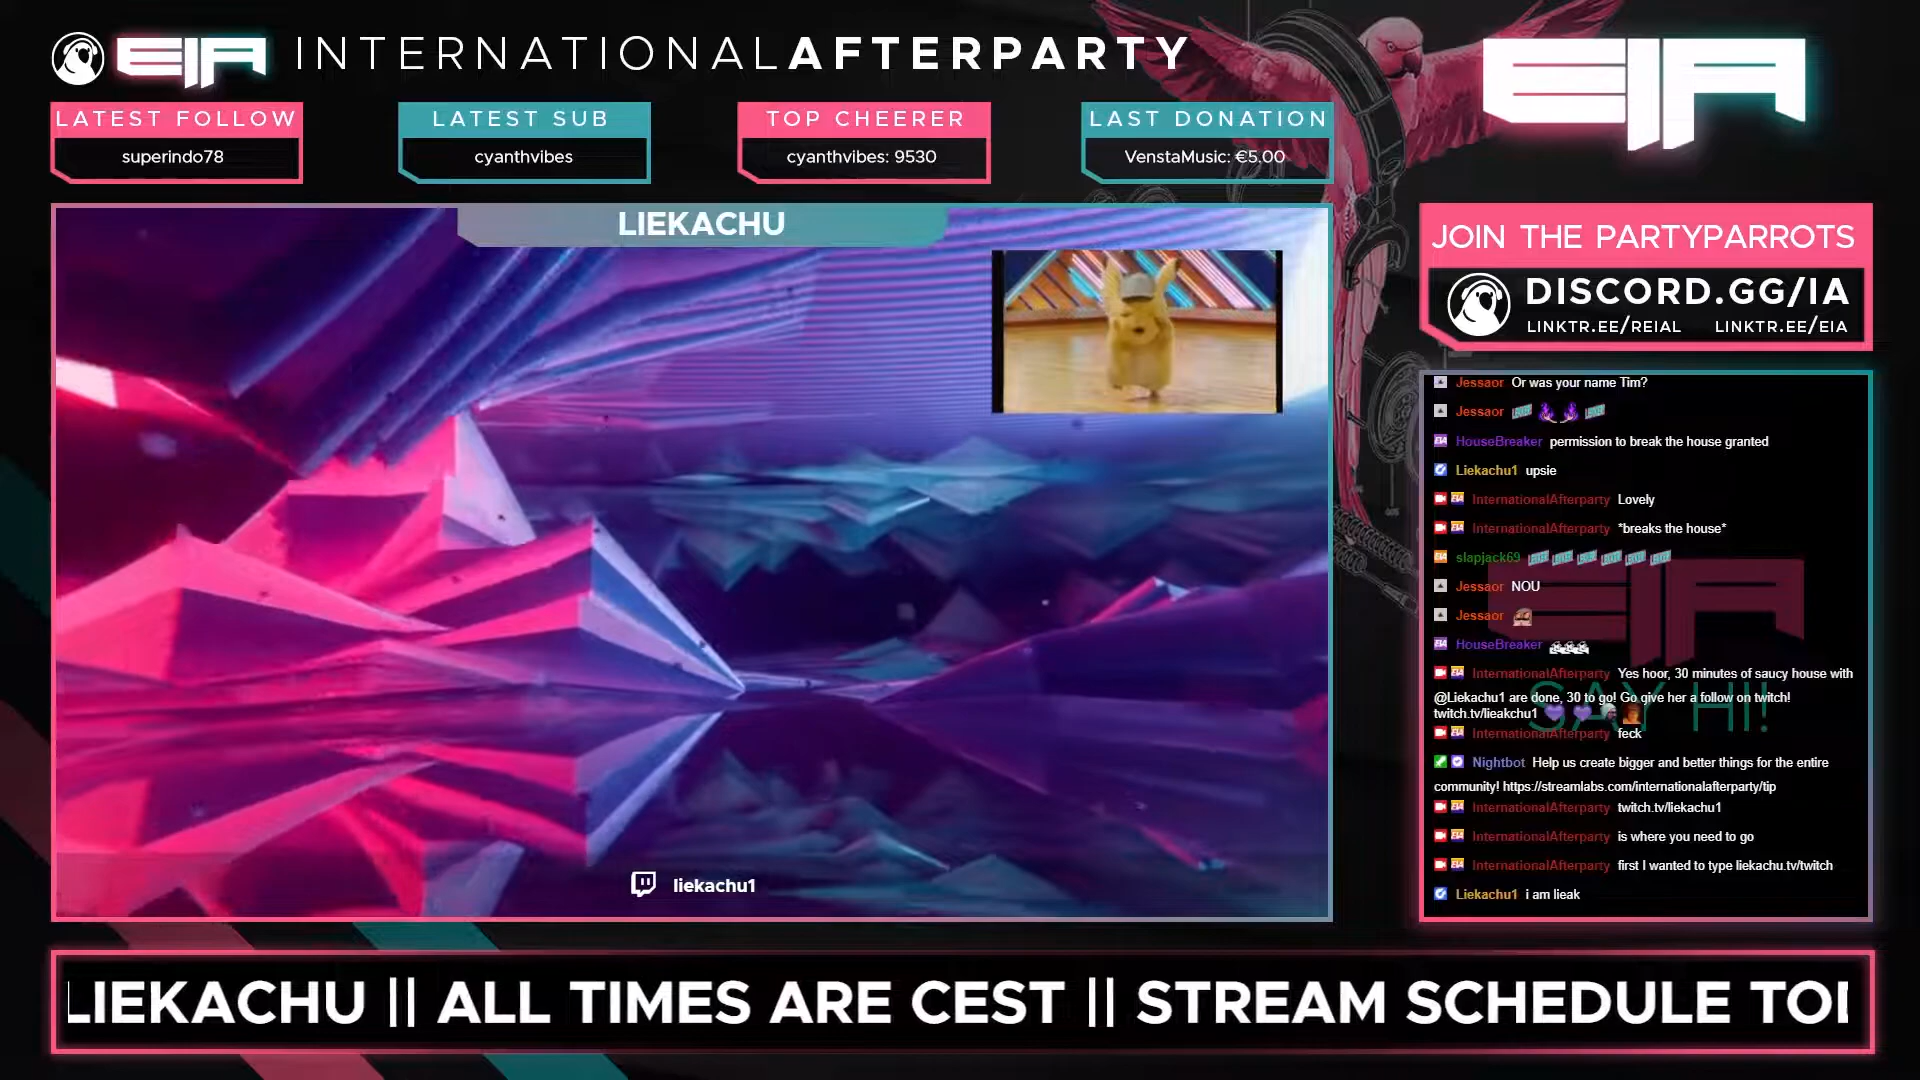 EIA INTERNATIONALAFTERPARTY
EIA
LATEST FOLLOW
superindo78
LATEST SUB
cyanthvibes
TOP CHEERER
cyanthvibes: 9530
LAST DONATION
VenstaMusic: €5.00
LIEKACHU
liekachu1
JOIN THE PARTYPARROTS
DISCORD.GG/IA
LINKTR.EE/REIAL LINKTR.EE/EIA
Jessaor Or was your name Tim?
Jessaor
HouseBreaker permission to break the house granted
Liekachu1 upsie
InternationalAfterparty Lovely
InternationalAfterparty *breaks the house*
slapjack69
Jessaor NOU
Jessaor
HouseBreaker
InternationalAfterparty Yes hoor, 30 minutes of saucy house with
@Liekachu1 are done, 30 to go! Go give her a follow on twitch!
twitch.tv/lieakchu1
InternationalAfterparty feck
Nightbot Help us create bigger and better things for the entire
community! https://streamlabs.com/internationalafterparty/tip
InternationalAfterparty twitch.tv/liekachu1
InternationalAfterparty is where you need to go
InternationalAfterparty first I wanted to type liekachu.tv/twitch
Liekachu1 i am lieak
EIA
SAY HI!
LIEKACHU || ALL TIMES ARE CEST || STREAM SCHEDULE TO